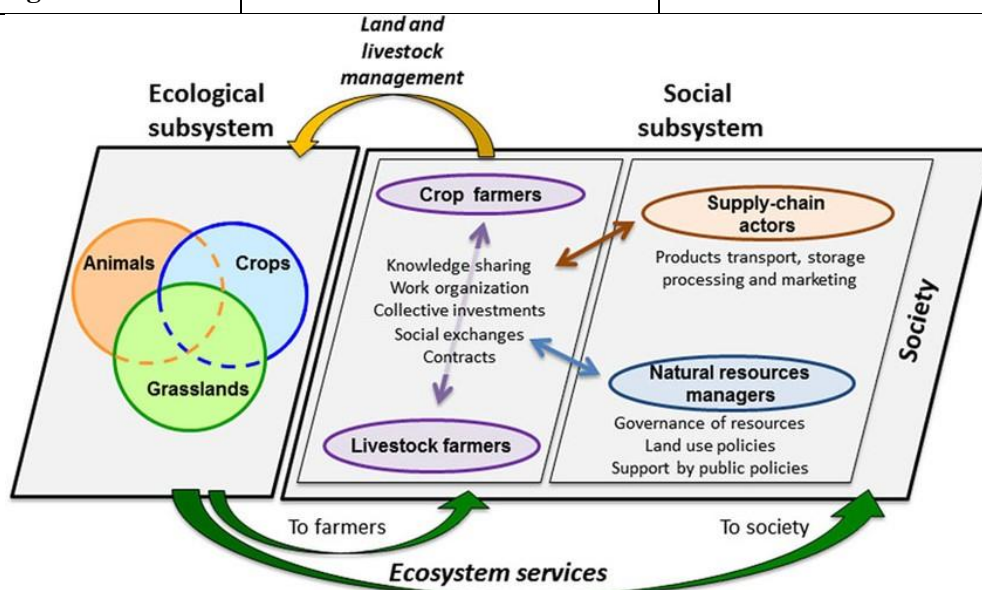 Land and
livestock
management
Ecological
subsystem
Social
subsystem
Animals
Crops
Grasslands
Crop farmers
Knowledge sharing
Work organization
Collective investments
Social exchanges
Contracts
Livestock farmers
Supply-chain
actors
Products transport, storage
processing and marketing
Natural resources
managers
Governance of resources
Land use policies
Support by public policies
Society
To farmers
To society
Ecosystem services